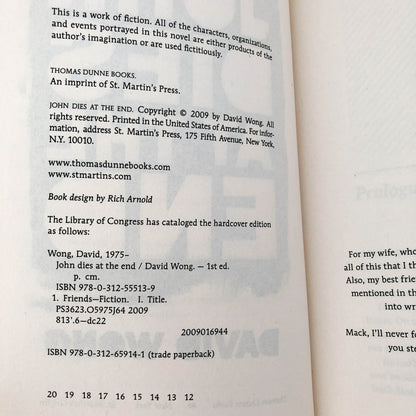 This is a work of fiction. All of the characters, organizations,
and events portrayed in this novel are either products of the
author's imagination or are used fictitiously.
THOMAS DUNNE BOOKS.
An imprint of St. Martin's Press.
JOHN DIES AT THE END. Copyright © 2009 by David Wong. All
rights reserved. Printed in the United States of America. For infor-
mation, address St. Martin's Press, 175 Fifth Avenue, New York,
N.Y. 10010.
www.thomasdunnebooks.com
www.stmartins.com
Book design by Rich Arnold
The Library of Congress has cataloged the hardcover edition
as follows:
Wong, David, 1975–
John dies at the end / David Wong. – 1st ed.
p. cm.
ISBN 978-0-312-55513-9
1. Friends–Fiction. I. Title.
PS3623.O5975J64 2009
813'.6–dc22
2009016944
ISBN 978-0-312-65914-1 (trade paperback)
20 19 18 17 16 15 14 13 12
For my wife, who
all of this that I th
Also, my best frien
mentioned in th
into wr
Mack, I'll never fo
you ste